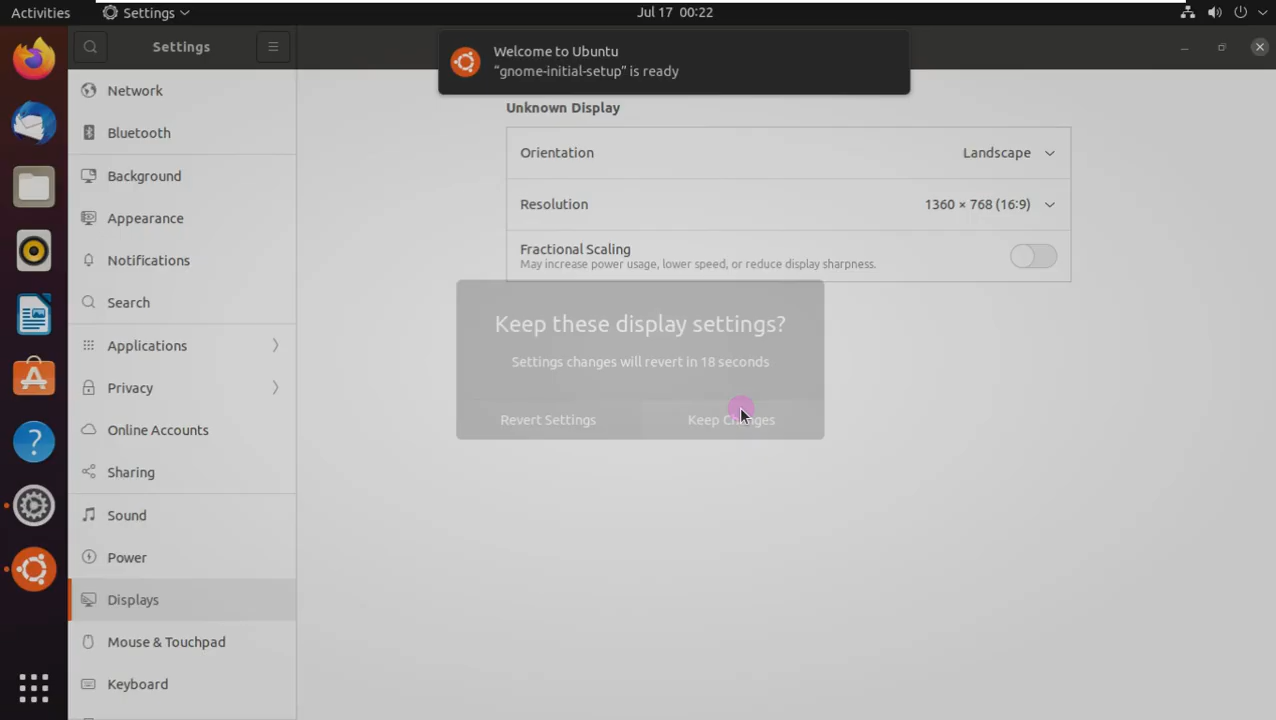 Activities
Settings
Jul 17 00:22
Settings
Welcome to Ubuntu
“gnome-initial-setup” is ready
Network
Bluetooth
Background
Appearance
Notifications
Search
Applications
Privacy
Online Accounts
Sharing
Sound
Power
Displays
Mouse & Touchpad
Keyboard
Unknown Display
Orientation
Landscape
Resolution
1360 × 768 (16:9)
Fractional Scaling
May increase power usage, lower speed, or reduce display sharpness.
Keep these display settings?
Settings changes will revert in 18 seconds
Revert Settings
Keep Changes